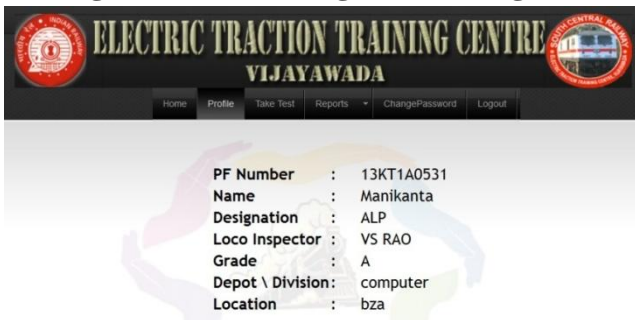 ELECTRIC TRACTION TRAINING CENTRE
VIJAYAWADA
Home Profile Take Test Reports ChangePassword Logout
PF Number : 13KT1A0531
Name : Manikanta
Designation : ALP
Loco Inspector : VS RAO
Grade : A
Depot \ Division : computer
Location : bza